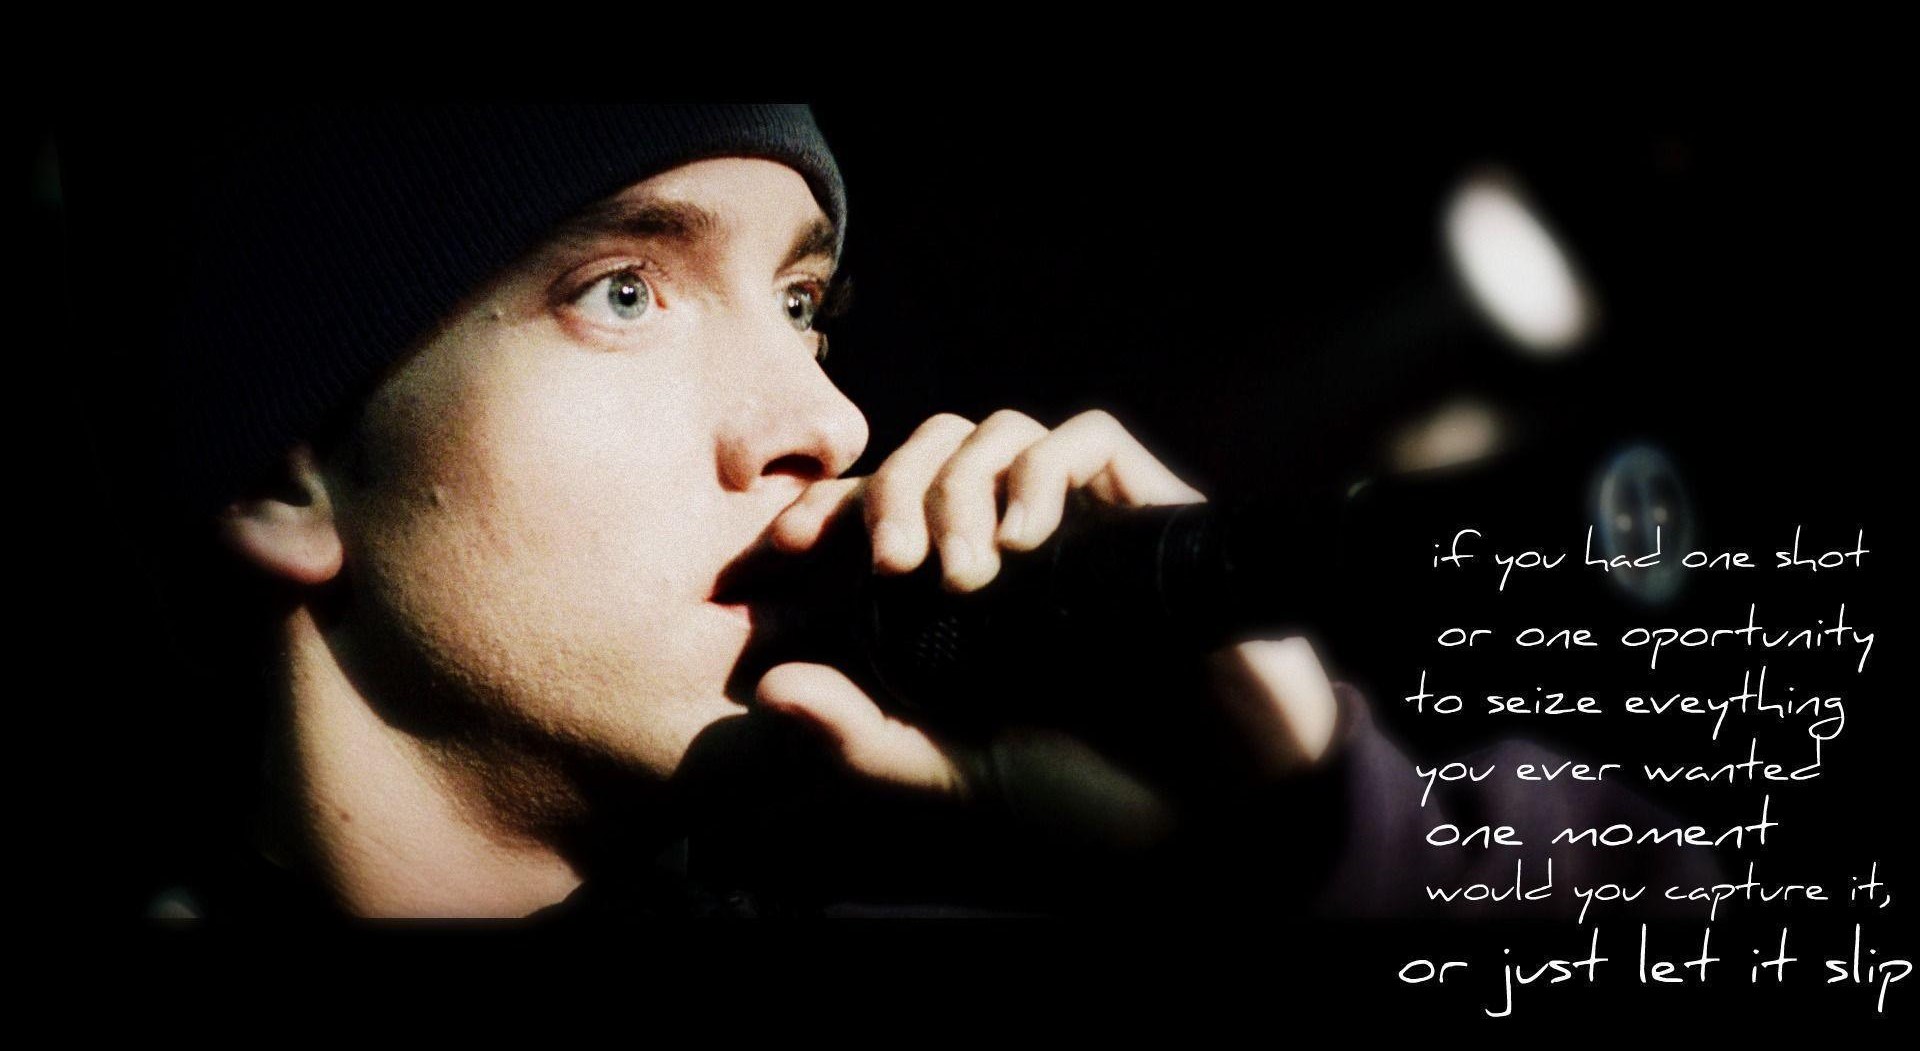 if you had one shot
or one oportunity
to seize eveything
you ever wanted
one moment
would you capture it,
or just let it slip